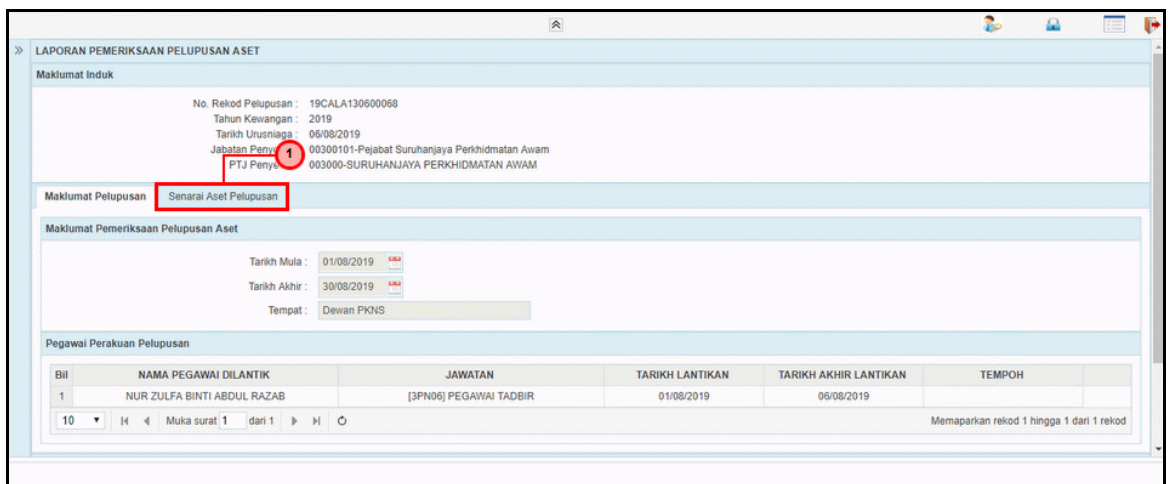 LAPORAN PEMERIKSAAN PELUPUSAN ASET
Maklumat Induk
No. Rekod Pelupusan : 19CALA130600068
Tahun Kewangan : 2019
Tarikh Urusniaga : 06/08/2019
Jabatan 00300101-Pejabat Suruhanjaya Perkhidmatan Awam
1
PTJ 003000-SURUHANJAYA PERKHIDMATAN AWAM
Maklumat Pelupusan Senarai Aset Pelupusan
Maklumat Pemeriksaan Pelupusan Aset
Tarikh Mula : 01/08/2019
Tarikh Akhir : 30/08/2019
Tempat : Dewan PKNS
Pegawai Perakuan Pelupusan
Bil NAMA PEGAWAI DILANTIK JAWATAN TARIKH LANTIKAN TARIKH AKHIR LANTIKAN TEMPOH
1 NUR ZULFA BINTI ABDUL RAZAB [3PN06] PEGAWAI TADBIR 01/08/2019 06/08/2019
10 Muka surat 1 dari 1 Memaparkan rekod 1 hingga 1 dari 1 rekod